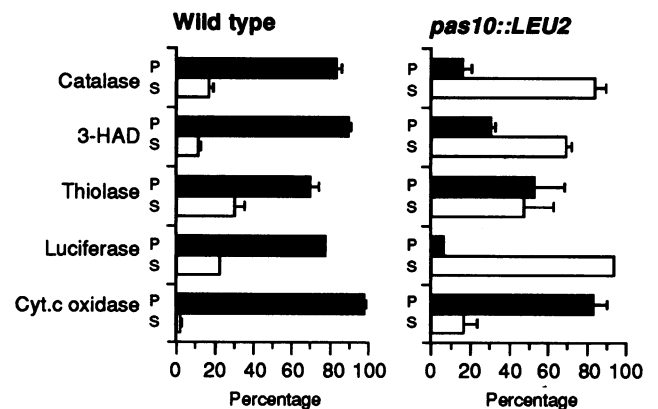 Wild type
pas10::LEU2
Catalase P P
S S
3-HAD P P
S S
Thiolase P P
S S
Luciferase P P
S S
Cyt.c oxidase P P
S S
0 20 40 60 80 100 0 20 40 60 80 100
Percentage Percentage